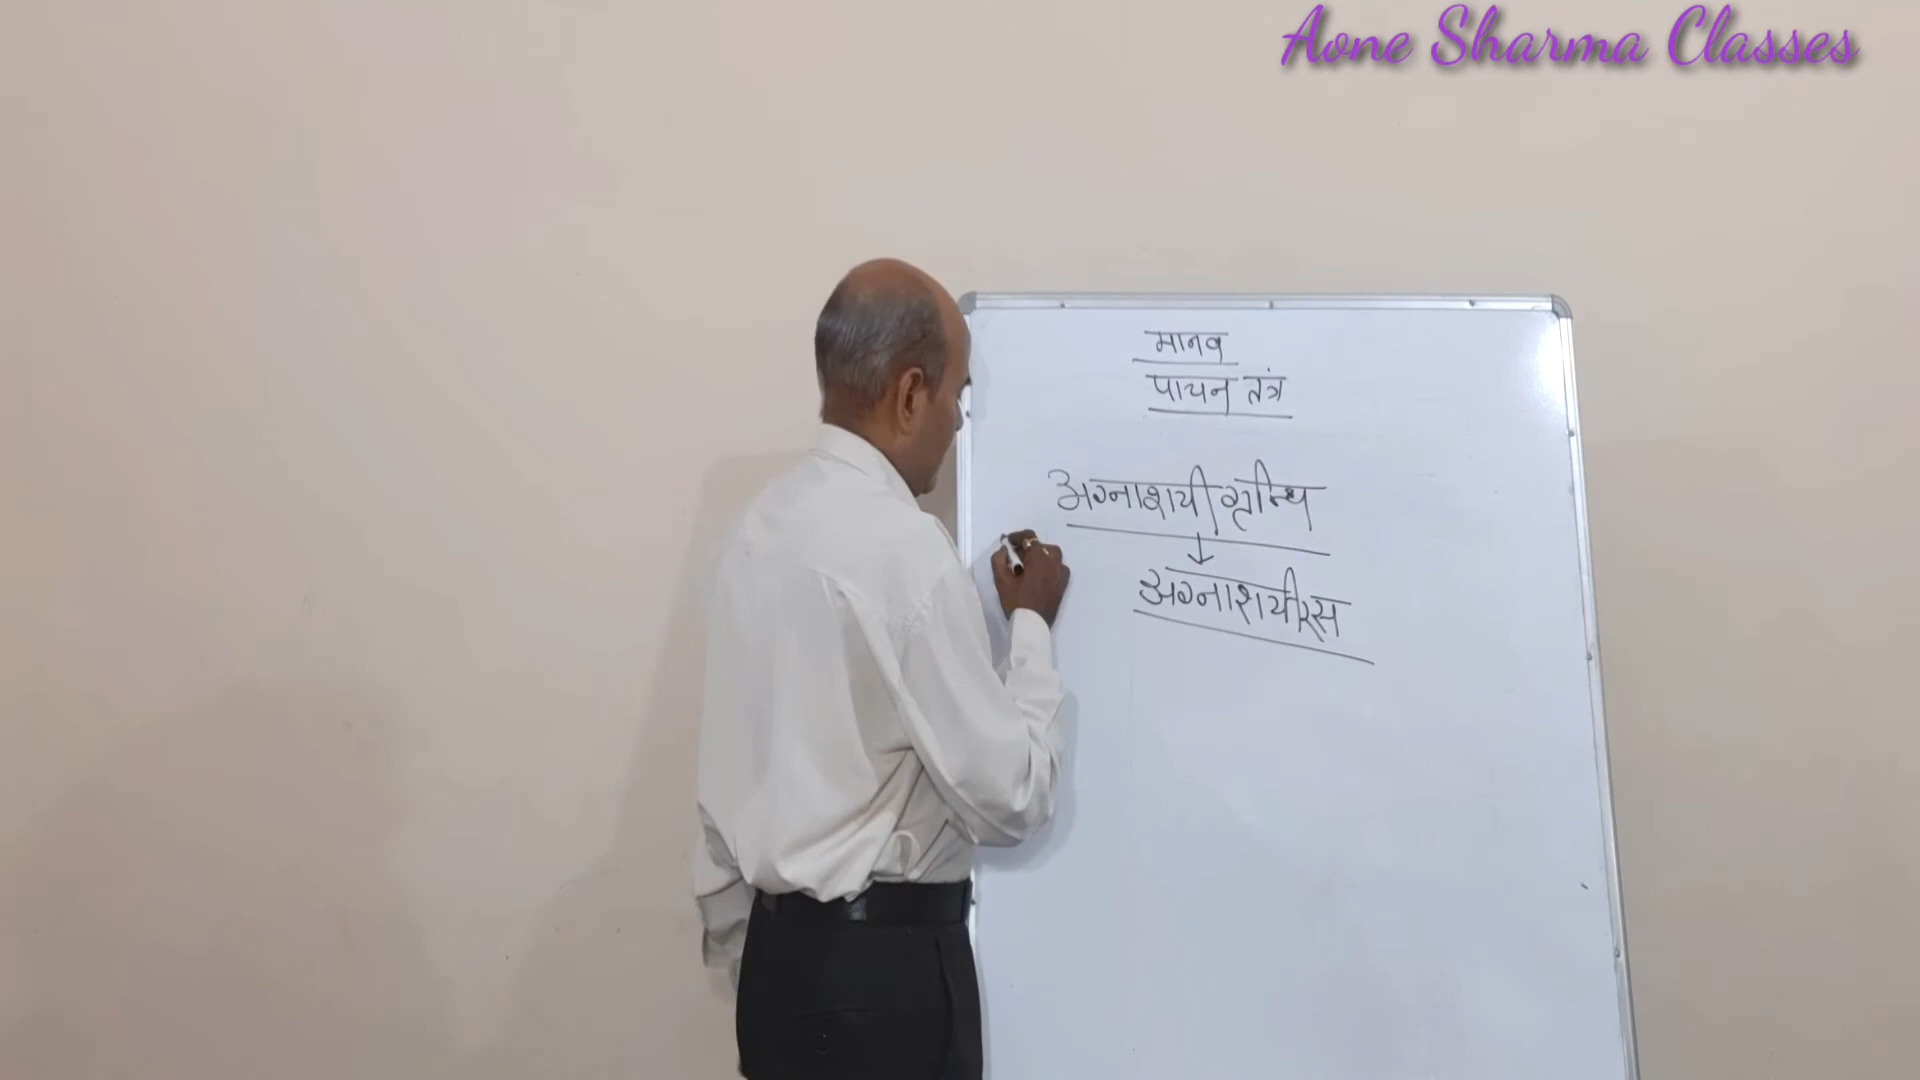 Aone Sharma Classes
मानव
पाचन तंत्र
अग्नाशयी ग्रन्थि
↓
अग्नाशयी रस